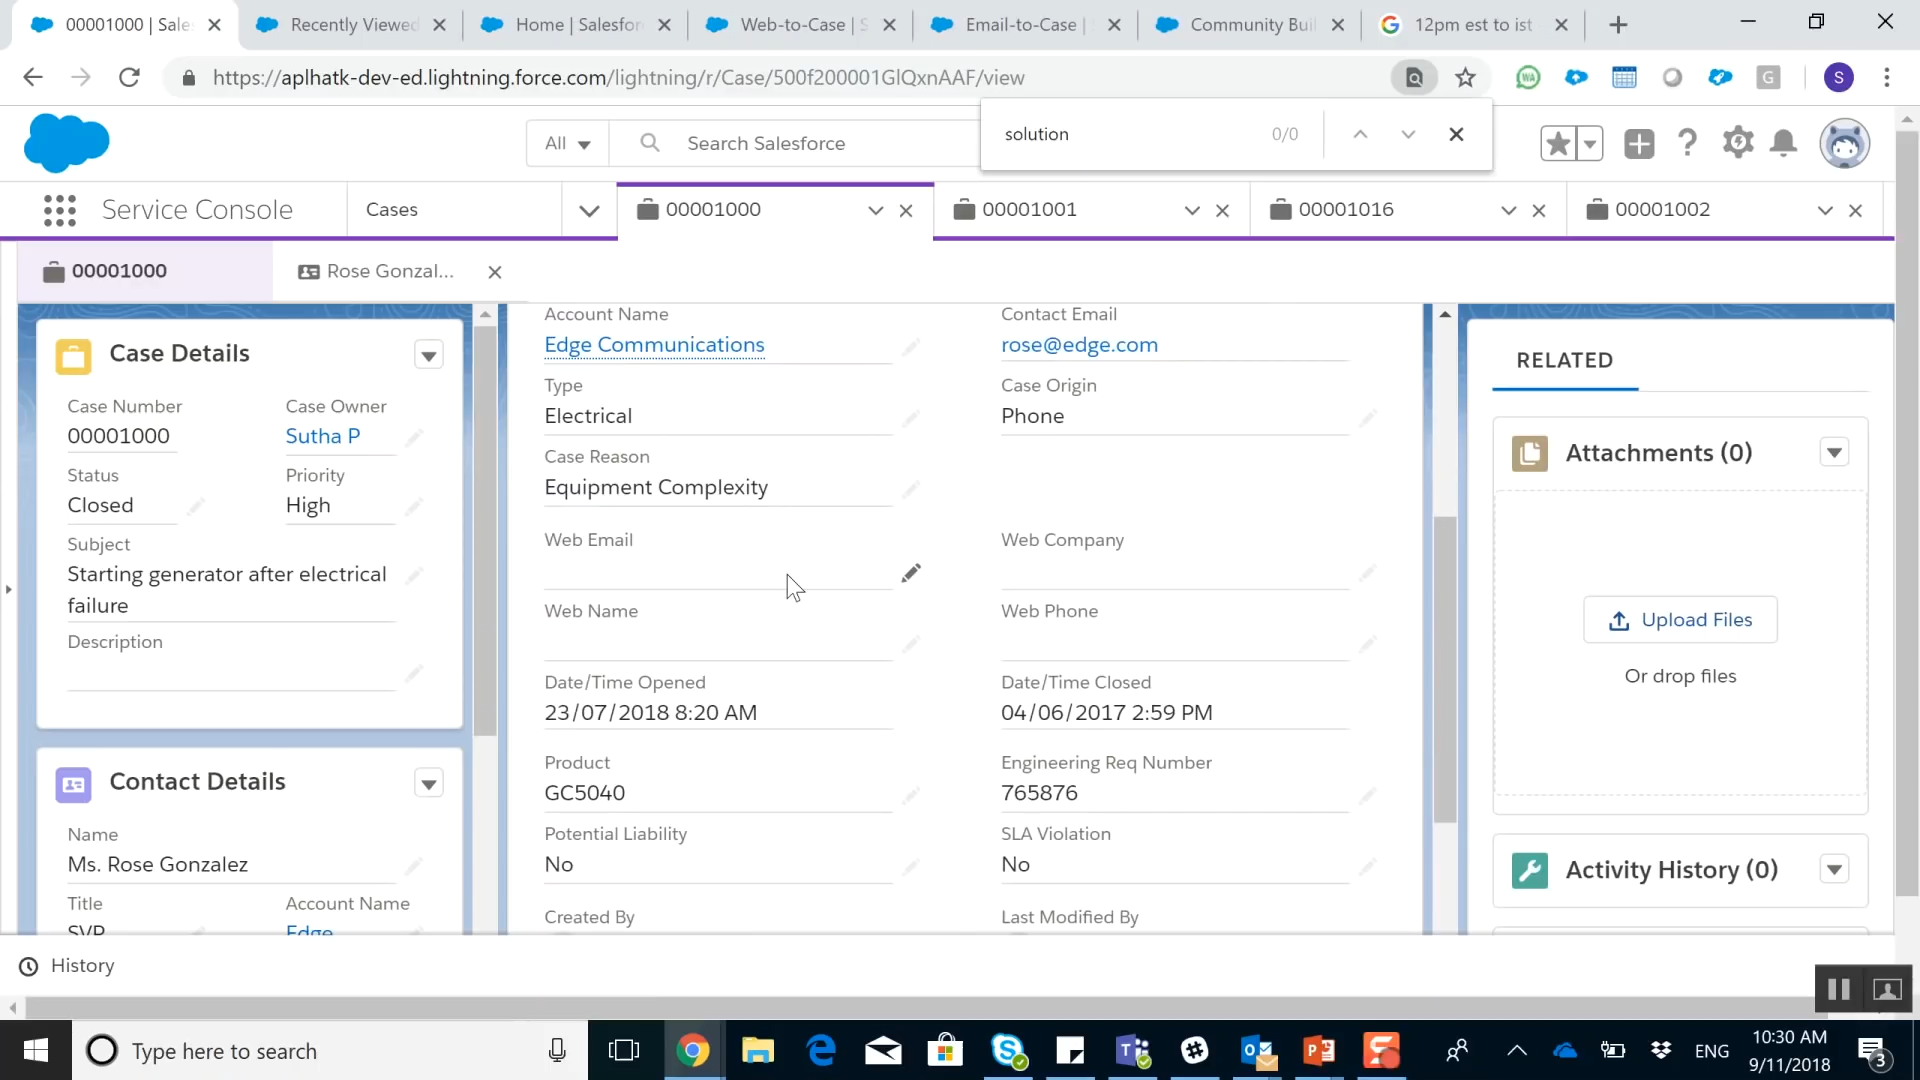 00001000 | Sale
Recently Viewed
Home | Salesfor
Web-to-Case | S
Email-to-Case |
Community Buil
12pm est to ist
https://aplhatk-dev-ed.lightning.force.com/lightning/r/Case/500f200001GlQxnAAF/view
WA
G
S
solution
0/0
All
Search Salesforce
Service Console
Cases
00001000
00001001
00001016
00001002
00001000
Rose Gonzal...
Case Details
Case Number
Case Owner
00001000
Sutha P
Status
Priority
Closed
High
Subject
Starting generator after electrical
failure
Description
Contact Details
Name
Ms. Rose Gonzalez
Title
Account Name
SVP
Edge
Account Name
Contact Email
Edge Communications
rose@edge.com
Type
Case Origin
Electrical
Phone
Case Reason
Equipment Complexity
Web Email
Web Company
Web Name
Web Phone
Date/Time Opened
Date/Time Closed
23/07/2018 8:20 AM
04/06/2017 2:59 PM
Product
Engineering Req Number
GC5040
765876
Potential Liability
SLA Violation
No
No
Created By
Last Modified By
RELATED
Attachments (0)
Upload Files
Or drop files
Activity History (0)
History
Type here to search
ENG
10:30 AM
9/11/2018
3